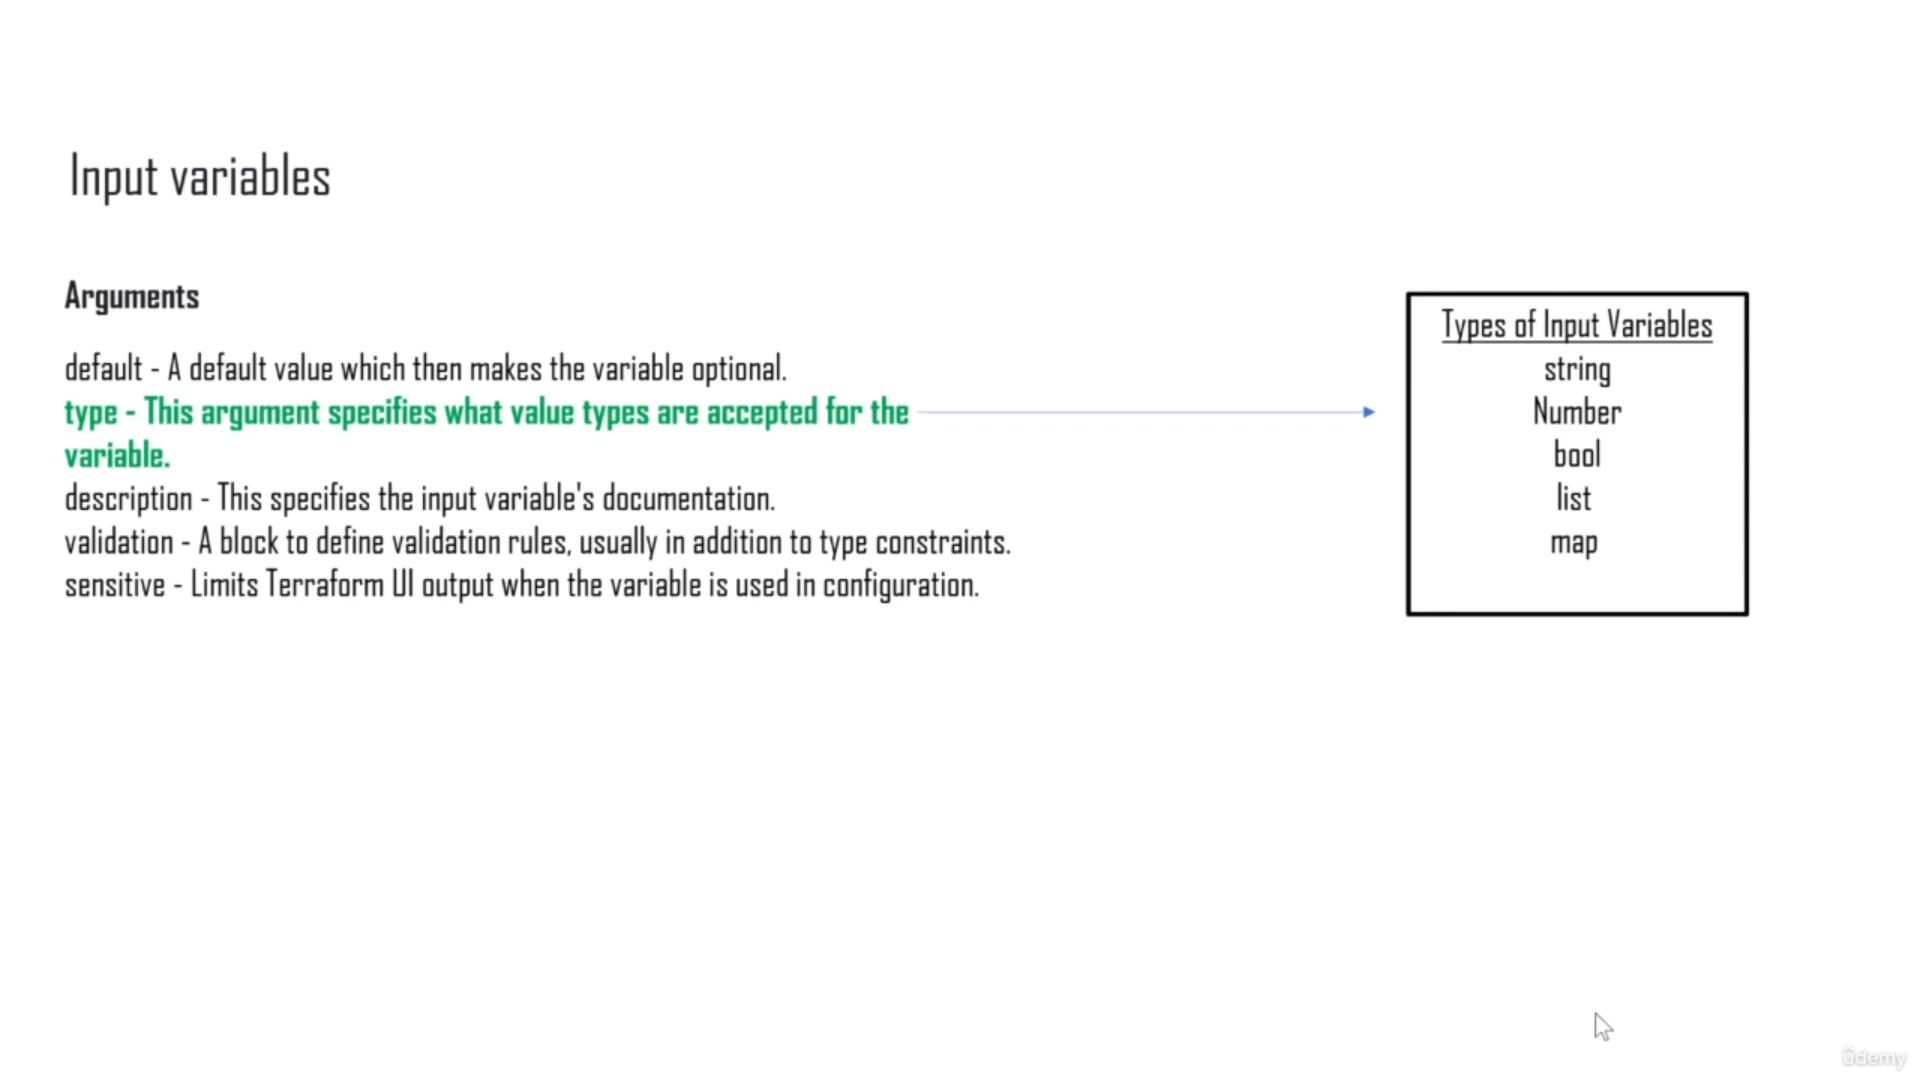 Input variables
Arguments
default - A default value which then makes the variable optional.
type - This argument specifies what value types are accepted for the
variable.
description - This specifies the input variable's documentation.
validation - A block to define validation rules, usually in addition to type constraints.
sensitive - Limits Terraform UI output when the variable is used in configuration.
Types of Input Variables
string
Number
bool
list
map
ûdemy